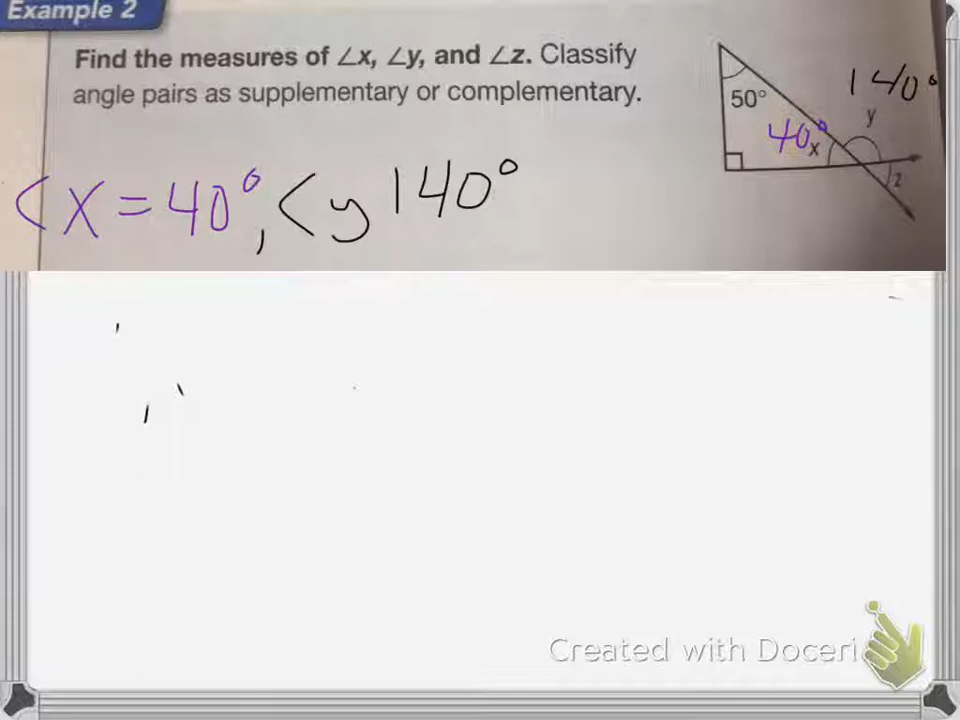 Example 2
Find the measures of ∠x, ∠y, and ∠z. Classify
angle pairs as supplementary or complementary.
50°
40°
x
140°
y
z
<x=40°, <y 140°
Created with Doceri